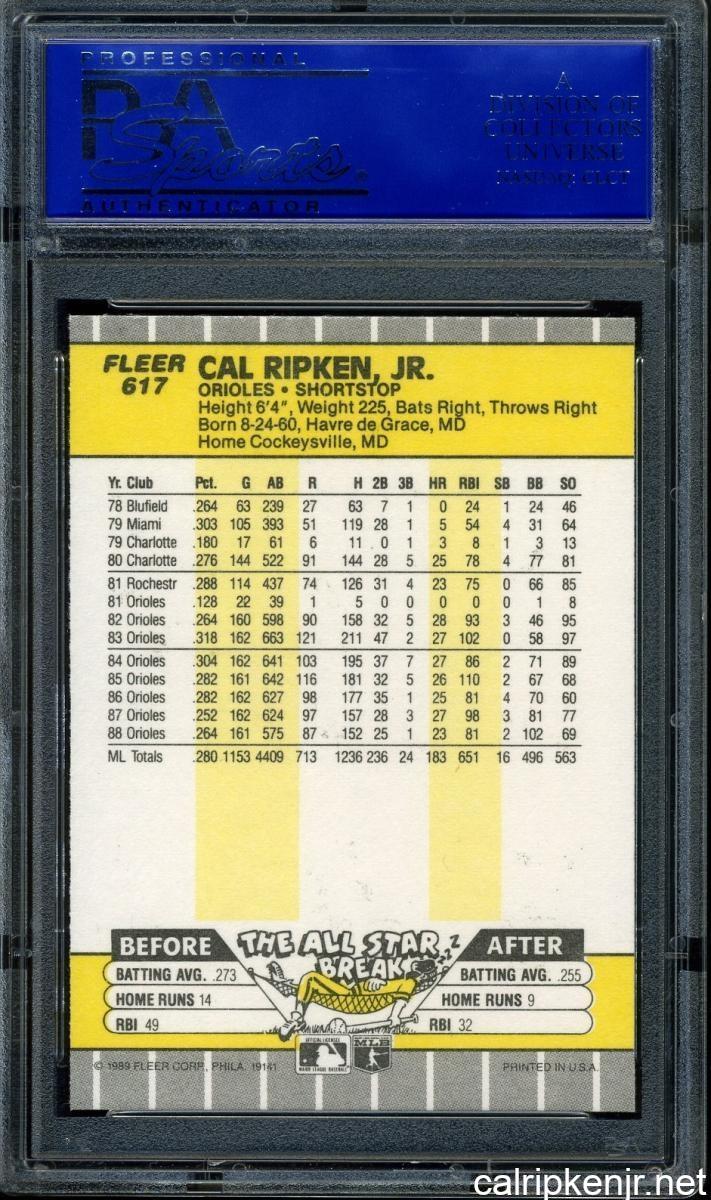 PROFESSIONAL
PSA
Sports®
AUTHENTICATOR
A
DIVISION OF
COLLECTORS
UNIVERSE
NASDAQ: CLCT
FLEER CAL RIPKEN, JR.
617 ORIOLES • SHORTSTOP
Height 6'4", Weight 225, Bats Right, Throws Right
Born 8-24-60, Havre de Grace, MD
Home Cockeysville, MD
Yr. Club Pct. G AB R H 2B 3B HR RBI SB BB SO
78 Blufield .264 63 239 27 63 7 1 0 24 1 24 46
79 Miami .303 105 393 51 119 28 1 5 54 4 31 64
79 Charlotte .180 17 61 6 11 0 1 3 8 1 3 13
80 Charlotte .276 144 522 91 144 28 5 25 78 4 77 81
81 Rochestr .288 114 437 74 126 31 4 23 75 0 66 85
81 Orioles .128 22 39 1 5 0 0 0 0 0 1 8
82 Orioles .264 160 598 90 158 32 5 28 93 3 46 95
83 Orioles .318 162 663 121 211 47 2 27 102 0 58 97
84 Orioles .304 162 641 103 195 37 7 27 86 2 71 89
85 Orioles .282 161 642 116 181 32 5 26 110 2 67 68
86 Orioles .282 162 627 98 177 35 1 25 81 4 70 60
87 Orioles .252 162 624 97 157 28 3 27 98 3 81 77
88 Orioles .264 161 575 87 152 25 1 23 81 2 102 69
ML Totals .280 1153 4409 713 1236 236 24 183 651 16 496 563
BEFORE THE ALL STAR BREAK ZZZ AFTER
BATTING AVG. .273 BATTING AVG. .255
HOME RUNS 14 HOME RUNS 9
RBI 49 RBI 32
OFFICIAL LICENSEE
MAJOR LEAGUE BASEBALL
MLB
© 1989 FLEER CORP., PHILA. 19141 PRINTED IN U.S.A.
calripkenjr.net